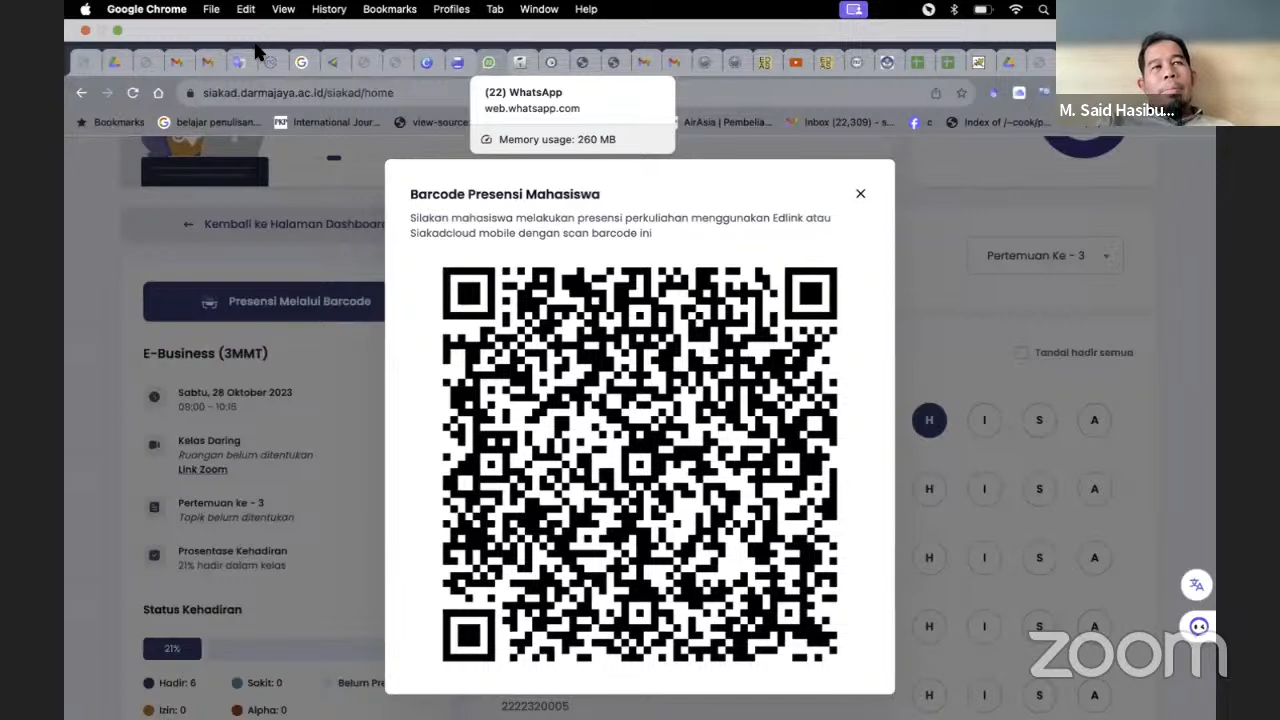 Google Chrome File Edit View History Bookmarks Profiles Tab Window Help
siakad.darmajaya.ac.id/siakad/home
(22) WhatsApp
web.whatsapp.com
Memory usage: 260 MB
M. Said Hasibu...
Bookmarks belajar penulisan... International Jour... view-source AirAsia | Pembelia... Inbox (22,309) - s... c Index of /~cook/p...
Barcode Presensi Mahasiswa
Silakan mahasiswa melakukan presensi perkuliahan menggunakan Edlink atau
Siakadcloud mobile dengan scan barcode ini
← Kembali ke Halaman Dashboard
Pertemuan Ke - 3
Presensi Melalui Barcode
E-Business (3MMT)
Tandai hadir semua
Sabtu, 28 Oktober 2023
Kelas Daring
Ruangan belum ditentukan
Link Zoom
Pertemuan ke - 3
Topik belum ditentukan
Prosentase Kehadiran
21% hadir dalam kelas
Status Kehadiran
21%
Hadir: 6 Sakit: 0 Belum Pre
Izin: 0 Alpha: 0
H I S A
H I S A
H I S A
H I S A
H I S A
2222320005
zoom